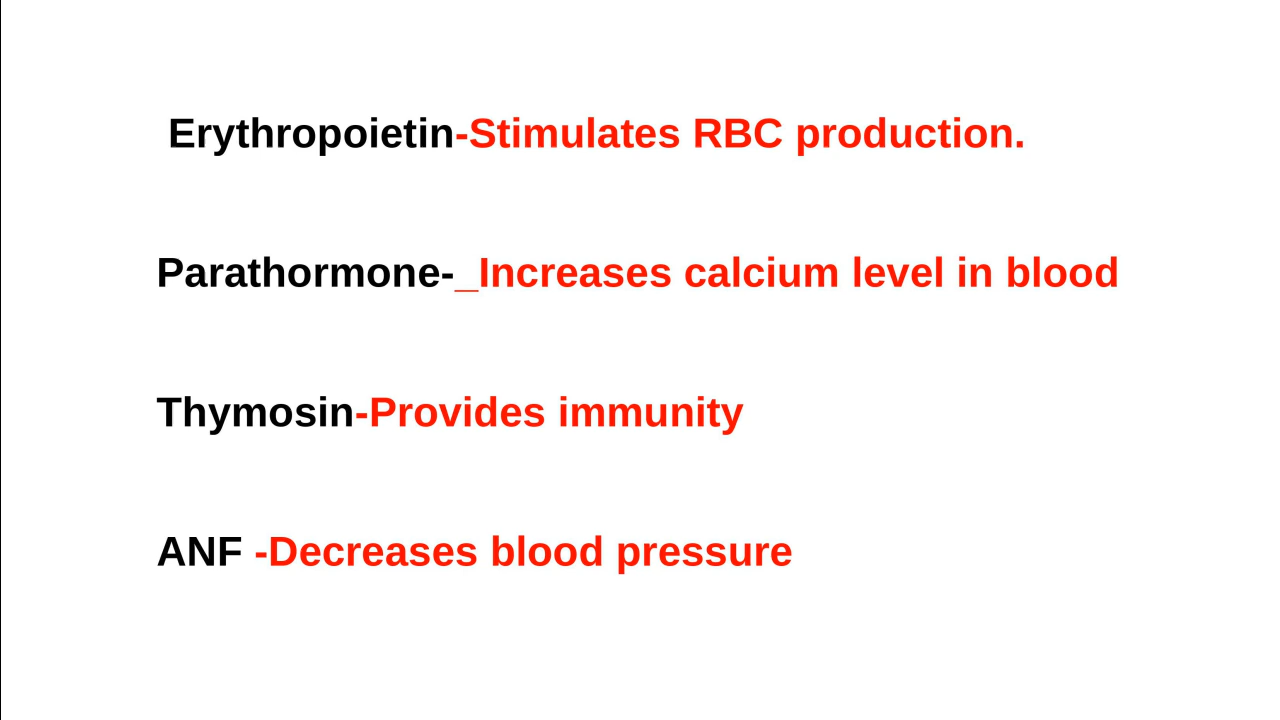 Erythropoietin-Stimulates RBC production.
Parathormone-_Increases calcium level in blood
Thymosin-Provides immunity
ANF -Decreases blood pressure